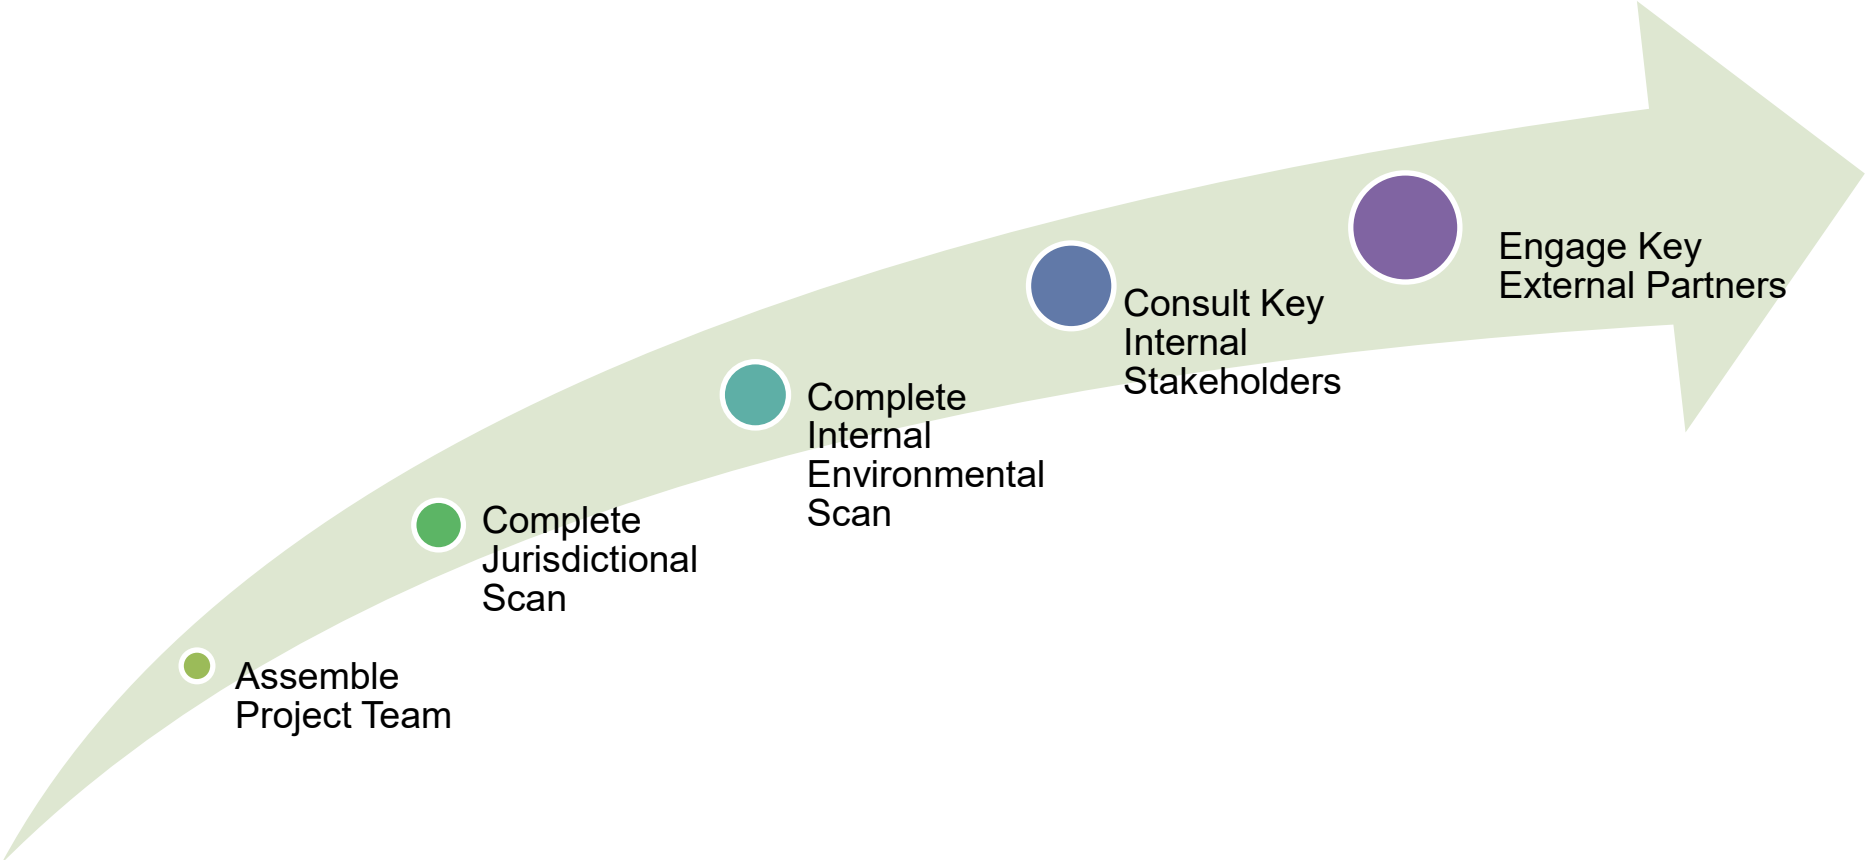 Assemble
Project Team
Complete
Jurisdictional
Scan
Complete
Internal
Environmental
Scan
Consult Key
Internal
Stakeholders
Engage Key
External Partners